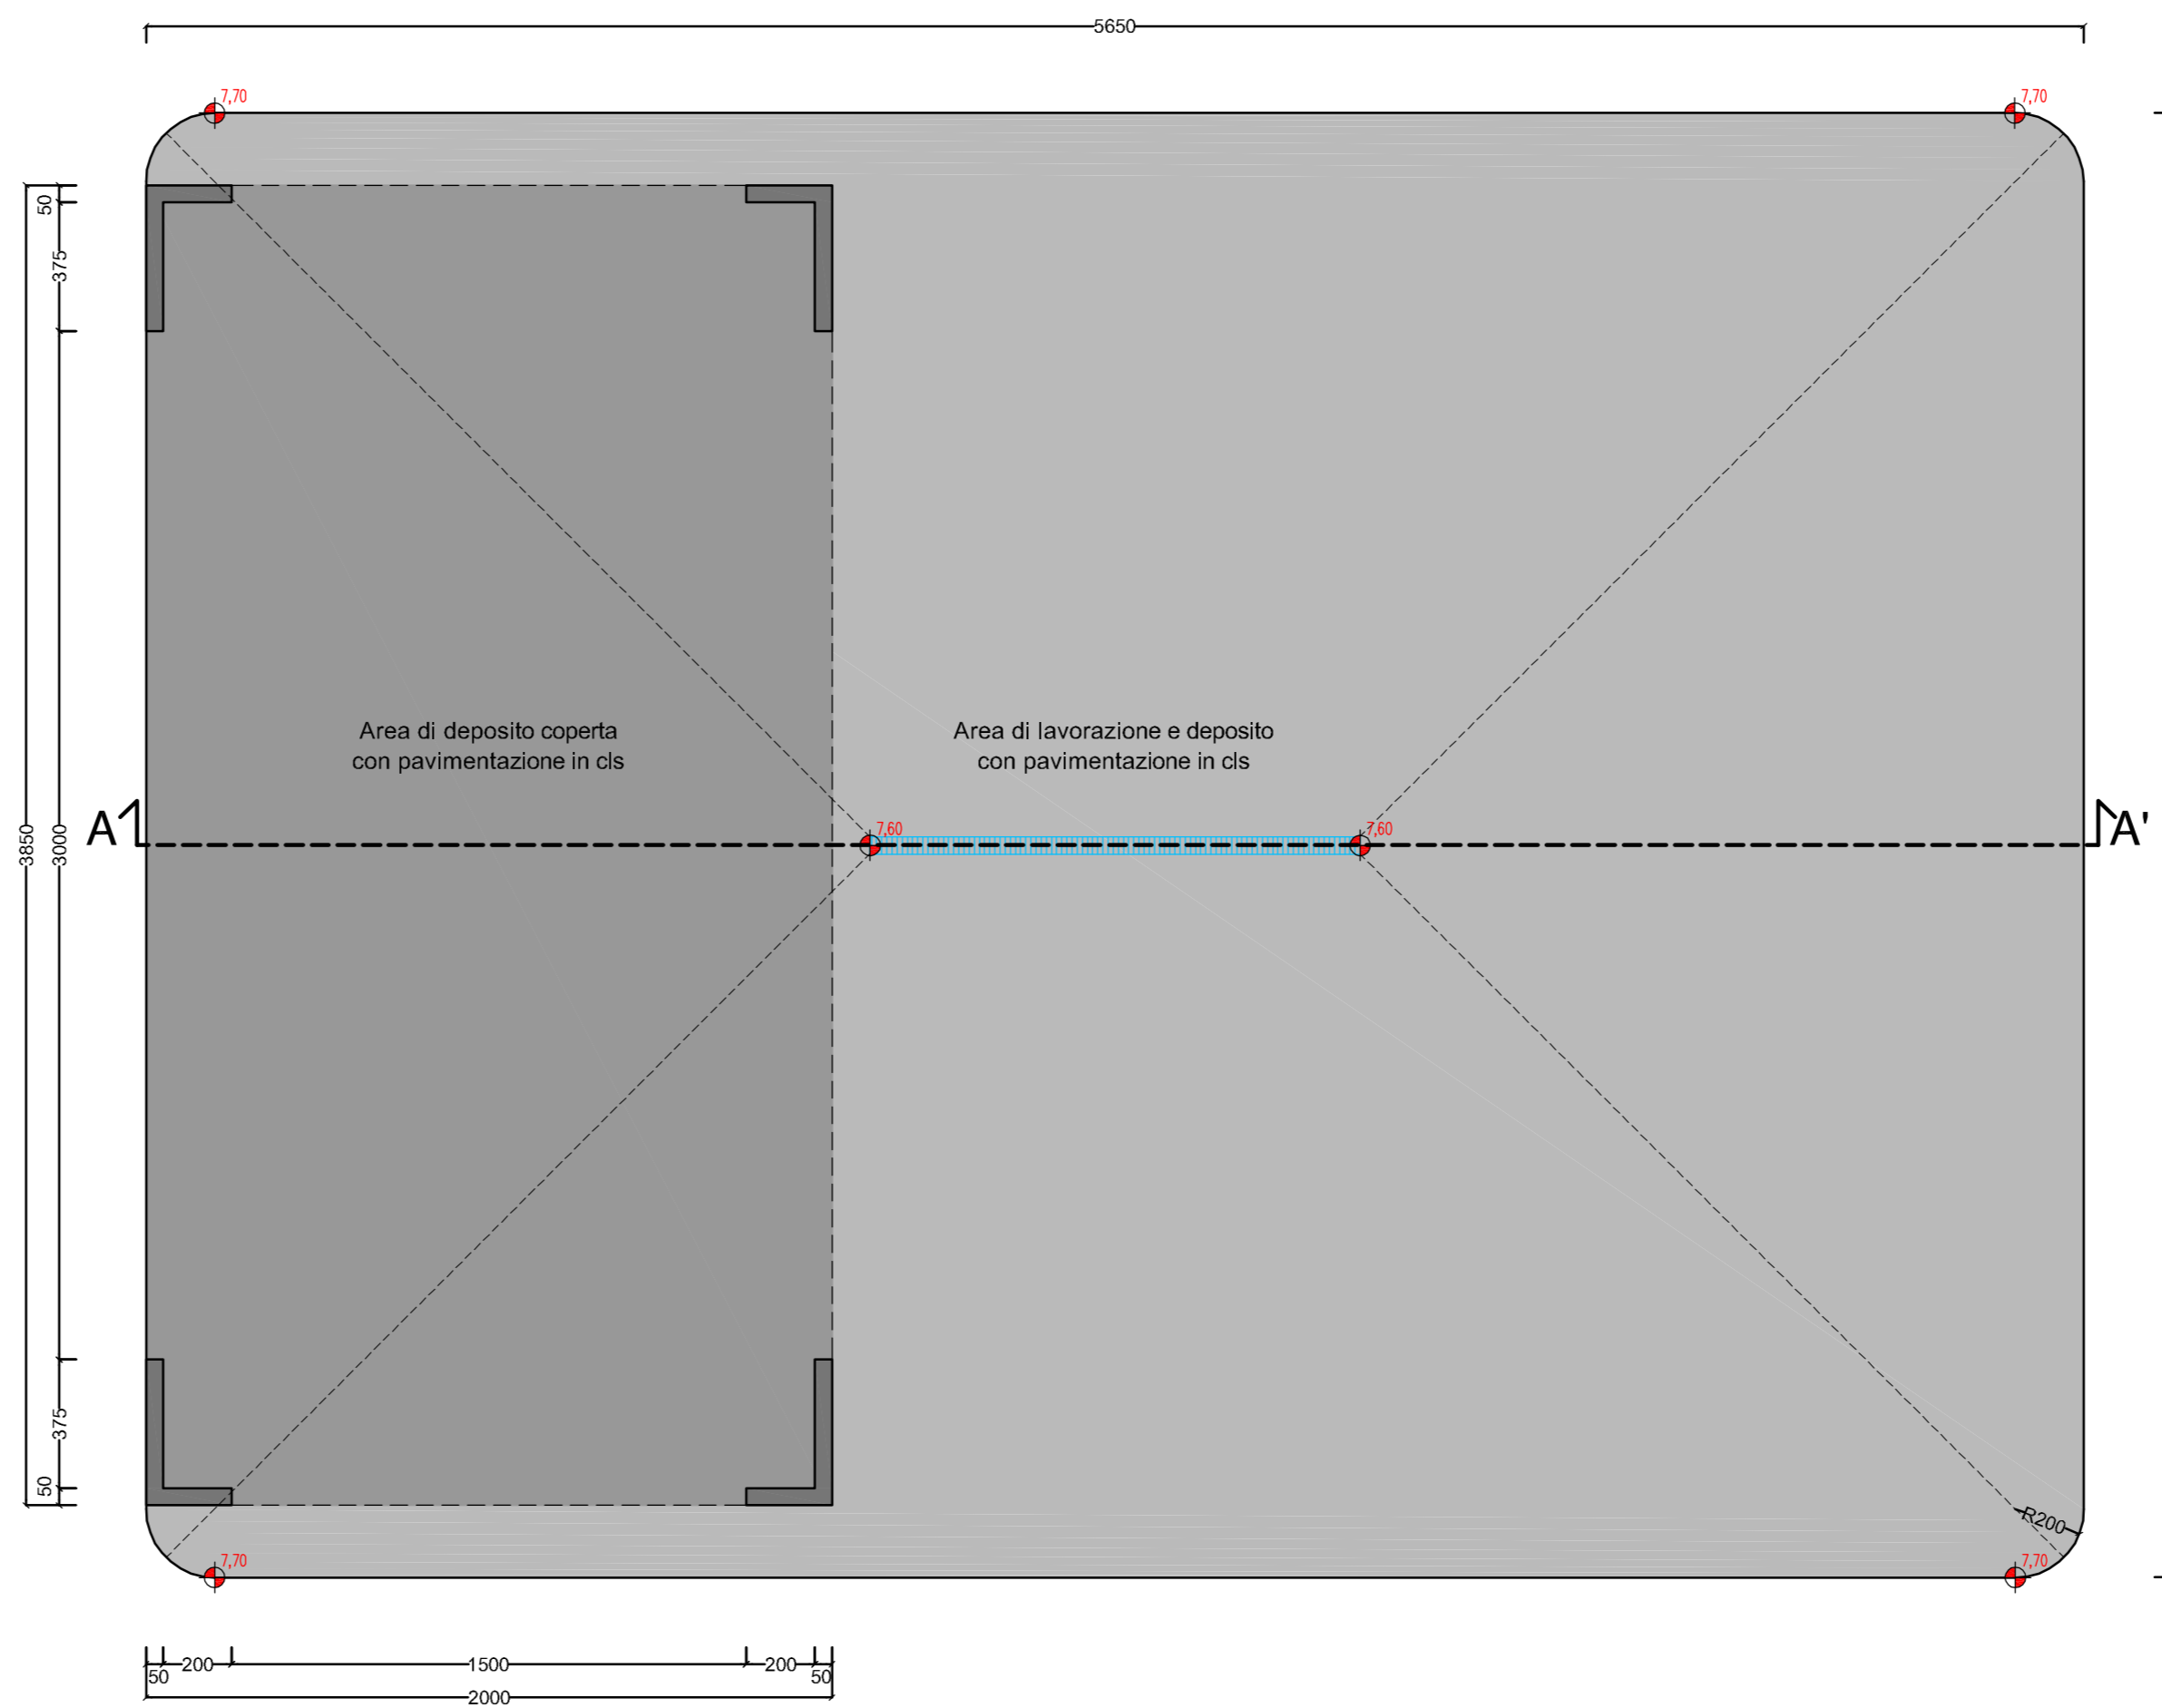 5650
7,70
7,70
50
375
Area di deposito coperta
con pavimentazione in cls
Area di lavorazione e deposito
con pavimentazione in cls
A
A'
7,60
7,60
3850
3000
375
50
R200
7,70
7,70
50
200
1500
200
50
2000